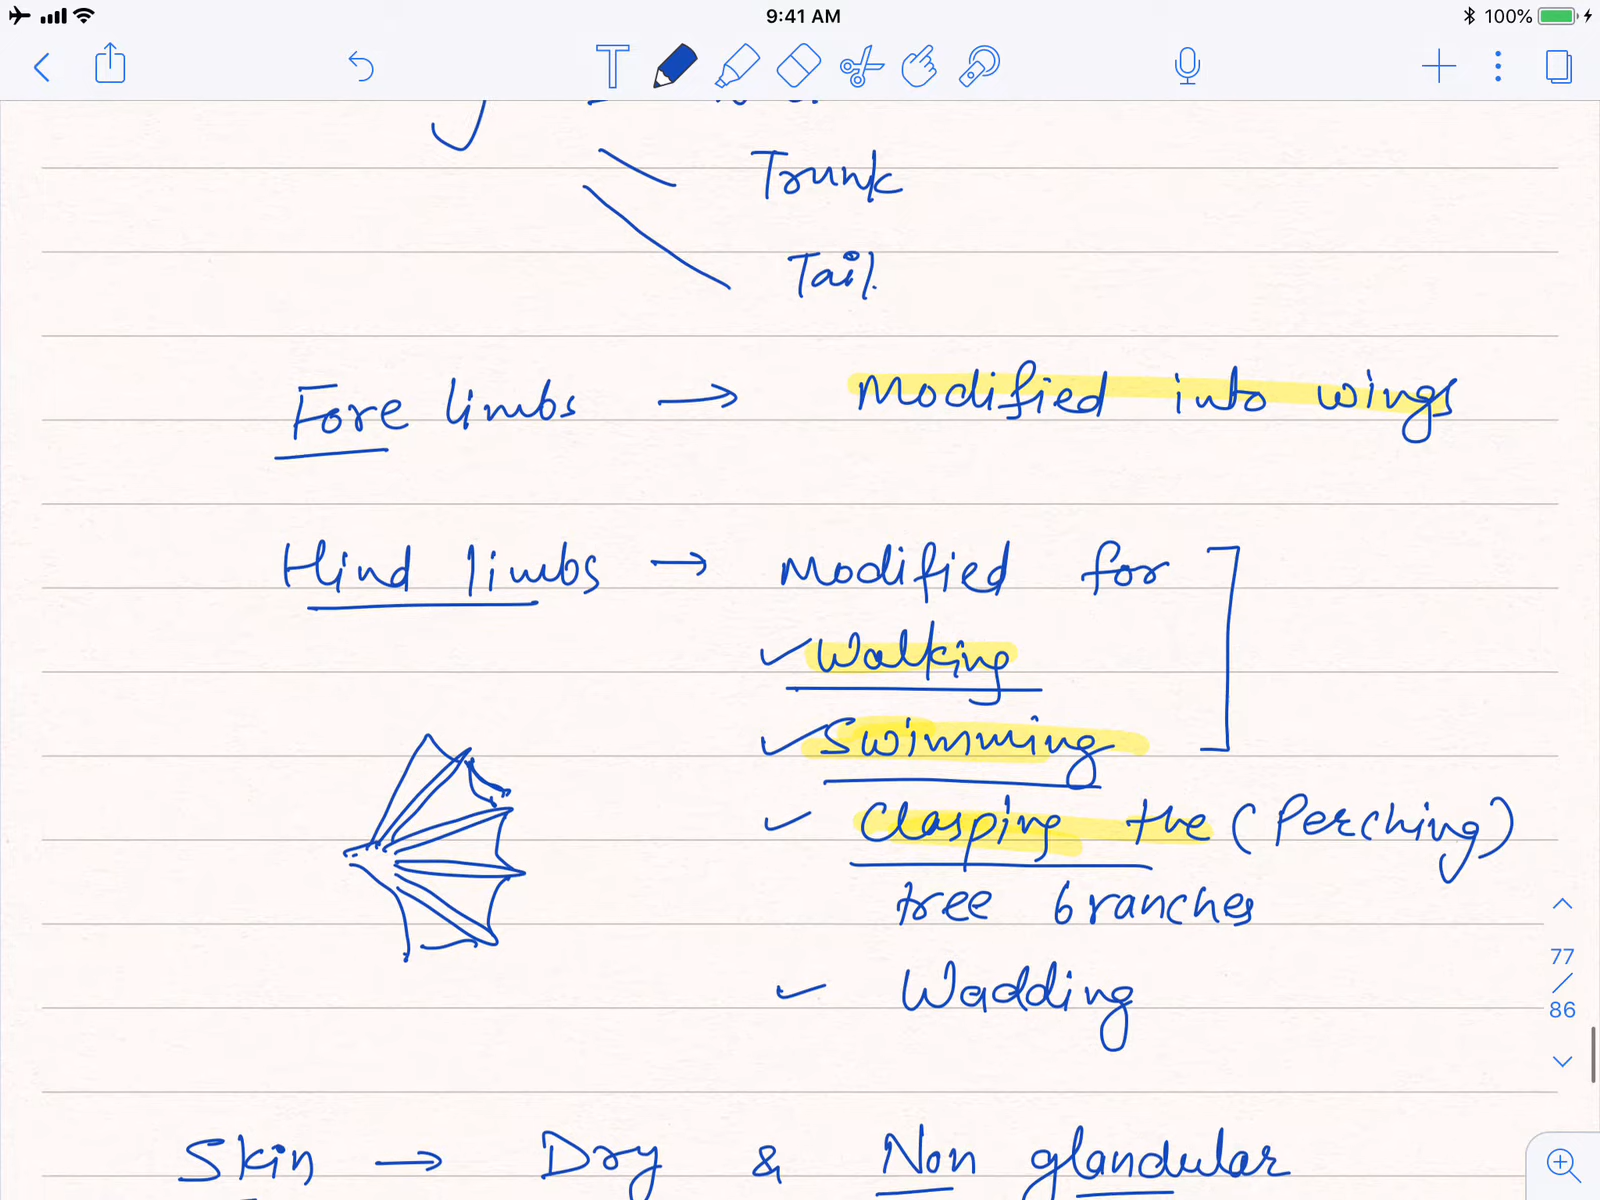 9:41 AM
100%
T
Trunk
Tail.
Fore limbs → Modified into wings
Hind limbs → Modified for
✓ Walking
✓ Swimming
✓ Clasping the (Perching)
tree branches
✓ Wadding
77
/
86
Skin → Dry & Non glandular